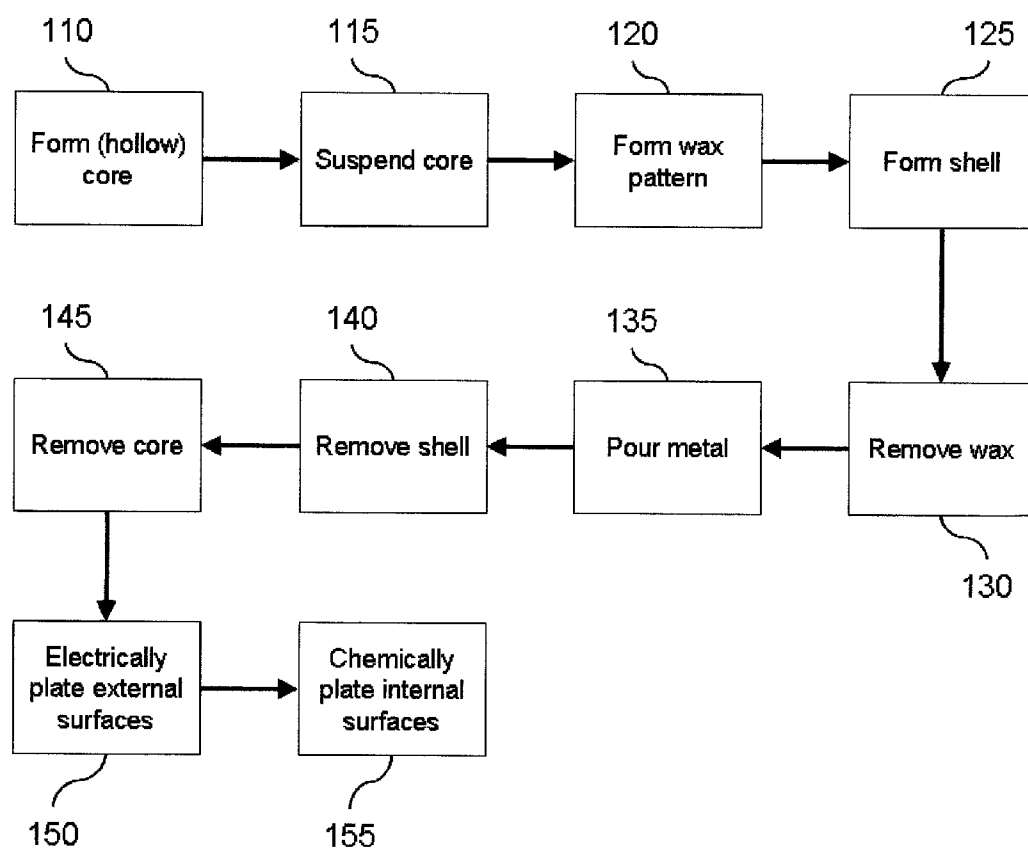 110
115
120
125
Form (hollow)
core
Suspend core
Form wax
pattern
Form shell
145
140
135
Remove core
Remove shell
Pour metal
Remove wax
130
Electrically
plate external
surfaces
Chemically
plate internal
surfaces
150
155